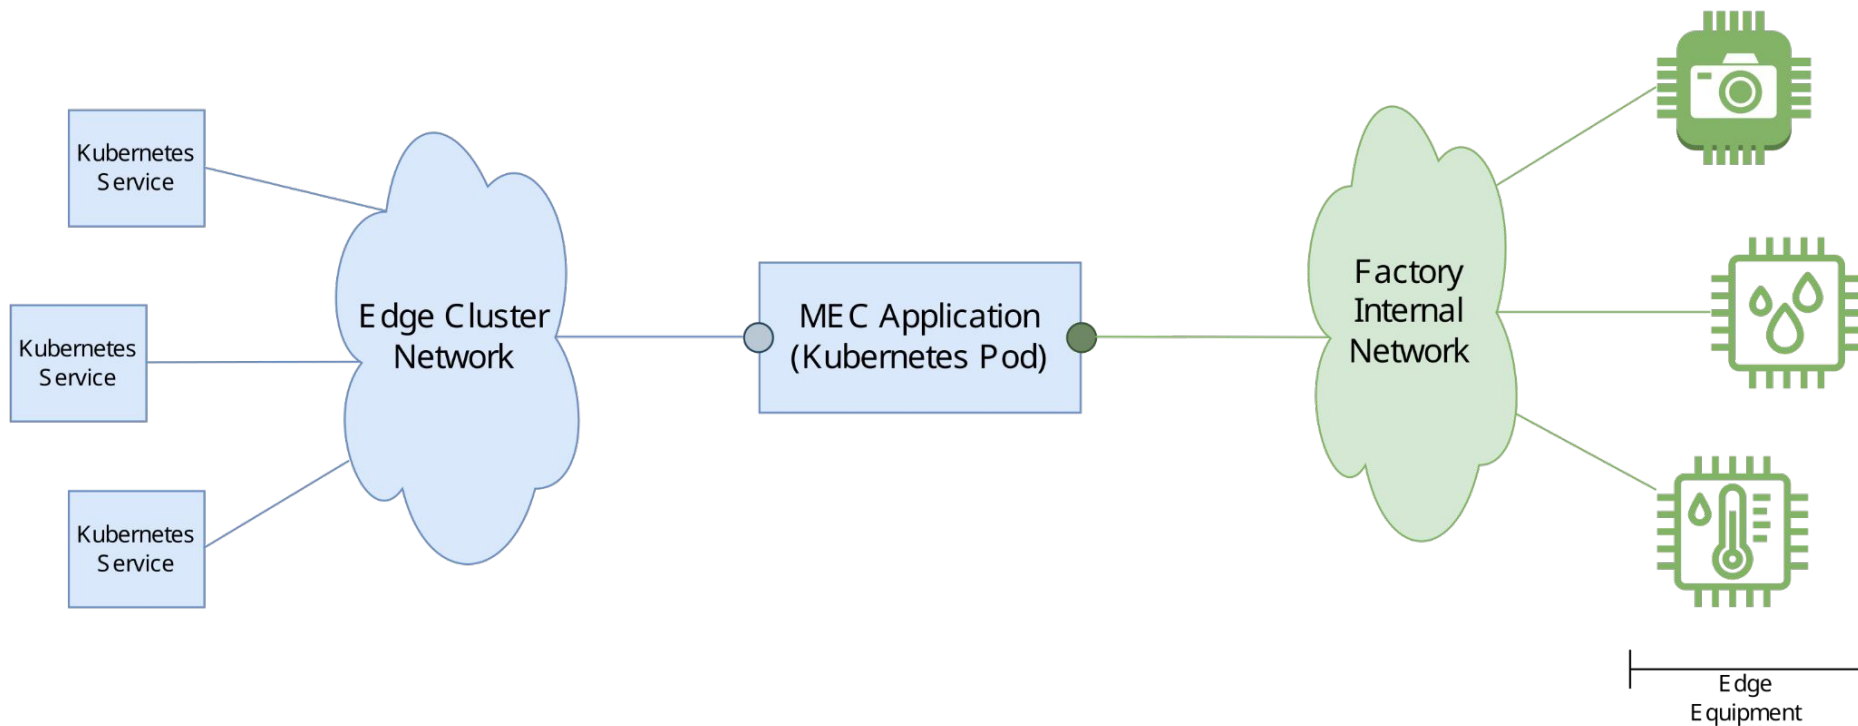 Kubernetes
Service
Kubernetes
Service
Kubernetes
Service
Edge Cluster
Network
MEC Application
(Kubernetes Pod)
Factory
Internal
Network
Edge
Equipment